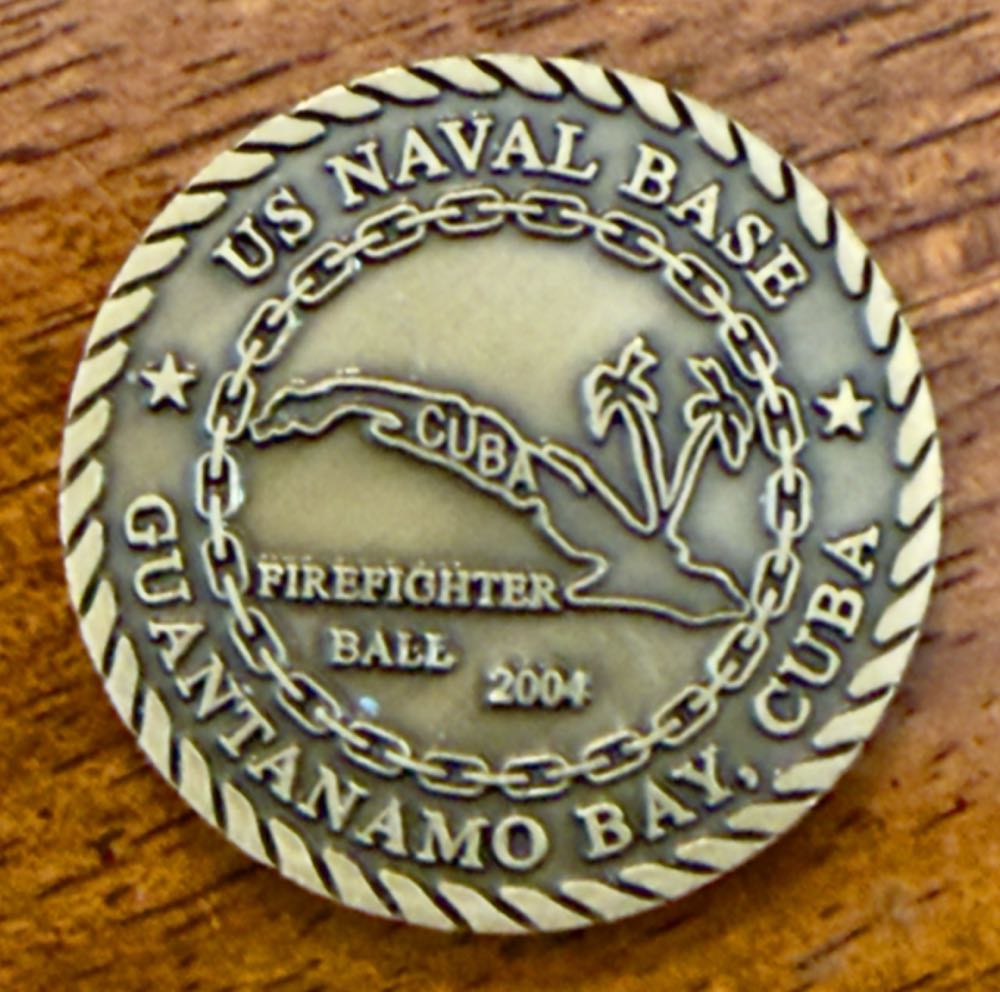 US NAVAL BASE
CUBA
FIREFIGHTER
BALL
2004
GUANTANAMO BAY, CUBA